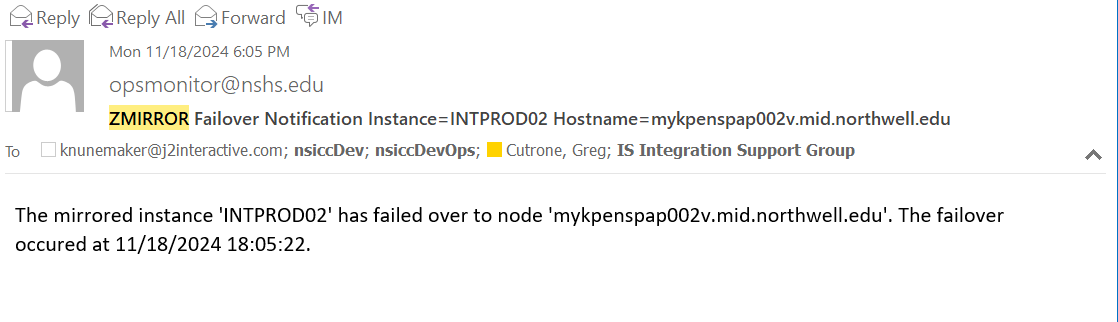 Reply Reply All Forward IM
Mon 11/18/2024 6:05 PM
opsmonitor@nshs.edu
ZMIRROR Failover Notification Instance=INTPROD02 Hostname=mykpenspap002v.mid.northwell.edu
To knunemaker@j2interactive.com; nsiccDev; nsiccDevOps; Cutrone, Greg; IS Integration Support Group
The mirrored instance 'INTPROD02' has failed over to node 'mykpenspap002v.mid.northwell.edu'. The failover
occured at 11/18/2024 18:05:22.